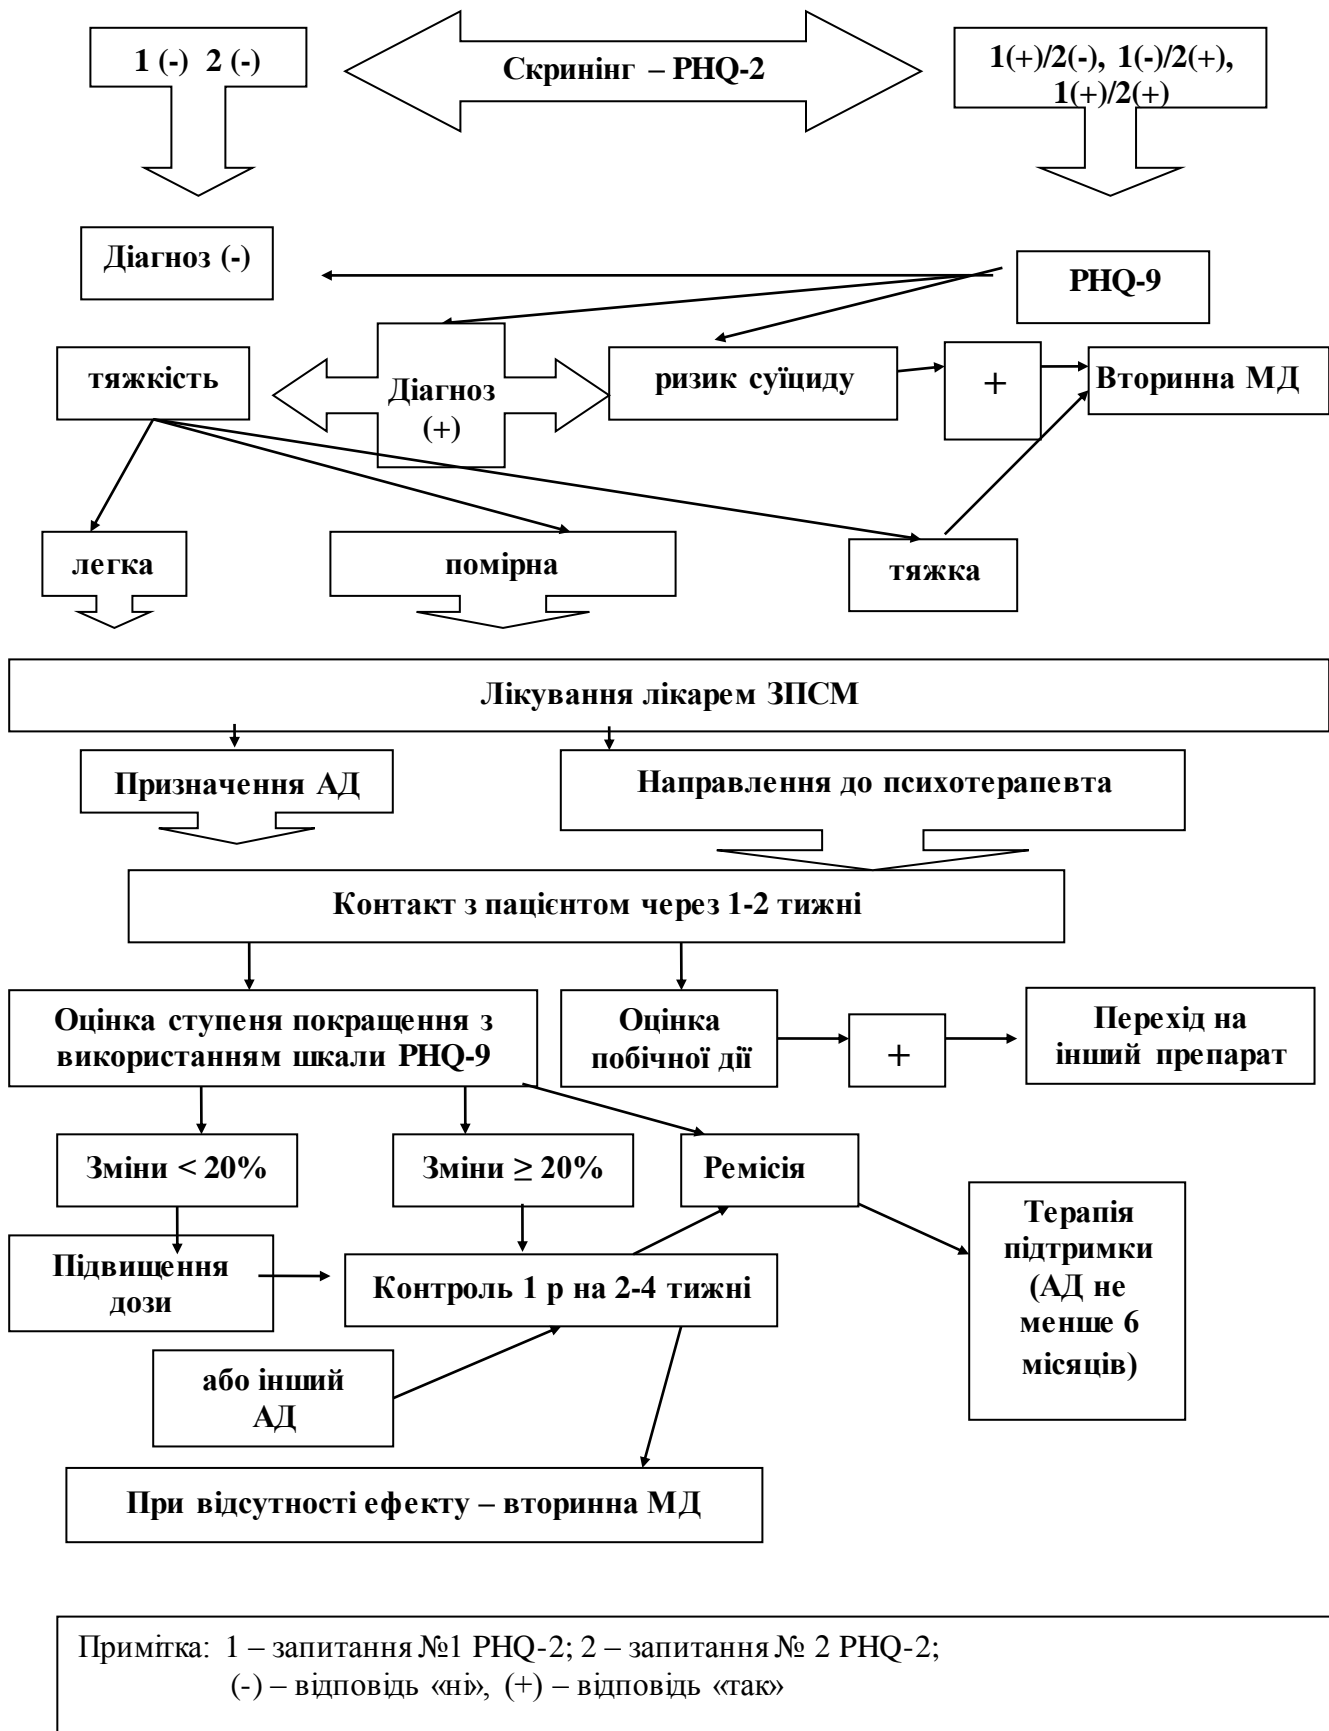 1 (-)  2 (-)
Скринінг – PHQ-2
1(+)/2(-), 1(-)/2(+),
1(+)/2(+)
Діагноз (-)
PHQ-9
тяжкість
Діагноз
(+)
ризик суїциду
+
Вторинна МД
легка
помірна
тяжка
Лікування лікарем ЗПСМ
Призначення АД
Направлення до психотерапевта
Контакт з пацієнтом через 1-2 тижні
Оцінка ступеня покращення з
використанням шкали PHQ-9
Оцінка
побічної дії
+
Перехід на
інший препарат
Зміни < 20%
Зміни ≥ 20%
Ремісія
Терапія
підтримки
(АД не
менше 6
місяців)
Підвищення
дози
Контроль 1 р на 2-4 тижні
або інший
АД
При відсутності ефекту – вторинна МД
Примітка:  1 – запитання №1 PHQ-2; 2 – запитання № 2 PHQ-2;
(-) – відповідь «ні»,  (+) – відповідь «так»